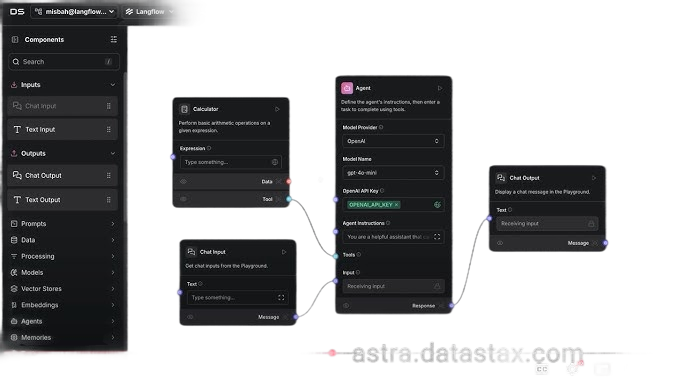 DS misbah@langflow... Langflow
Components
Search /
Inputs
Chat Input
Text Input
Outputs
Chat Output
Text Output
Prompts
Data
Processing
Models
Vector Stores
Embeddings
Agents
Memories
Calculator
Perform basic arithmetic operations on a
given expression.
Expression
Type something...
Data
Tool
Chat Input
Get chat inputs from the Playground.
Text
Type something...
Message
Agent
Define the agent's instructions, then enter a
task to complete using tools.
Model Provider
OpenAI
Model Name
gpt-4o-mini
OpenAI API Key
OPENAI_API_KEY ×
Agent Instructions
You are a helpful assistant that
Tools
Input
Receiving input
Response
Chat Output
Display a chat message in the Playground.
Text
Receiving input
Message
astra.datastax.com
CC